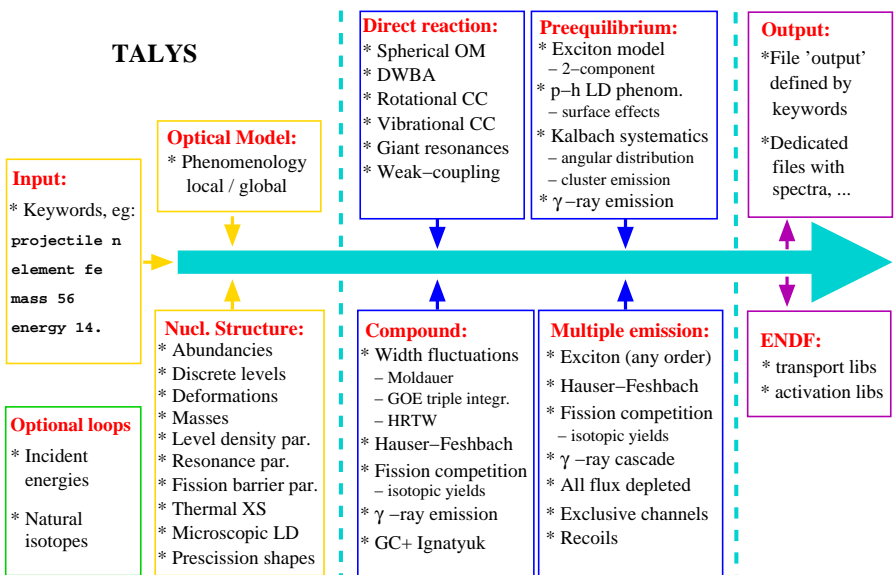 TALYS
Input:
* Keywords, eg:
projectile n
element fe
mass 56
energy 14.
Optional loops
* Incident
energies
* Natural
isotopes
Optical Model:
* Phenomenology
local / global
Nucl. Structure:
* Abundancies
* Discrete levels
* Deformations
* Masses
* Level density par.
* Resonance par.
* Fission barrier par.
* Thermal XS
* Microscopic LD
* Prescission shapes
Direct reaction:
* Spherical OM
* DWBA
* Rotational CC
* Vibrational CC
* Giant resonances
* Weak−coupling
Compound:
* Width fluctuations
− Moldauer
− GOE triple integr.
− HRTW
* Hauser−Feshbach
* Fission competition
− isotopic yields
* γ −ray emission
* GC+ Ignatyuk
Preequilibrium:
* Exciton model
− 2−component
* p−h LD phenom.
− surface effects
* Kalbach systematics
− angular distribution
− cluster emission
* γ −ray emission
Multiple emission:
* Exciton (any order)
* Hauser−Feshbach
* Fission competition
− isotopic yields
* γ −ray cascade
* All flux depleted
* Exclusive channels
* Recoils
Output:
*File ’output’
defined by
keywords
*Dedicated
files with
spectra, ...
ENDF:
* transport libs
* activation libs